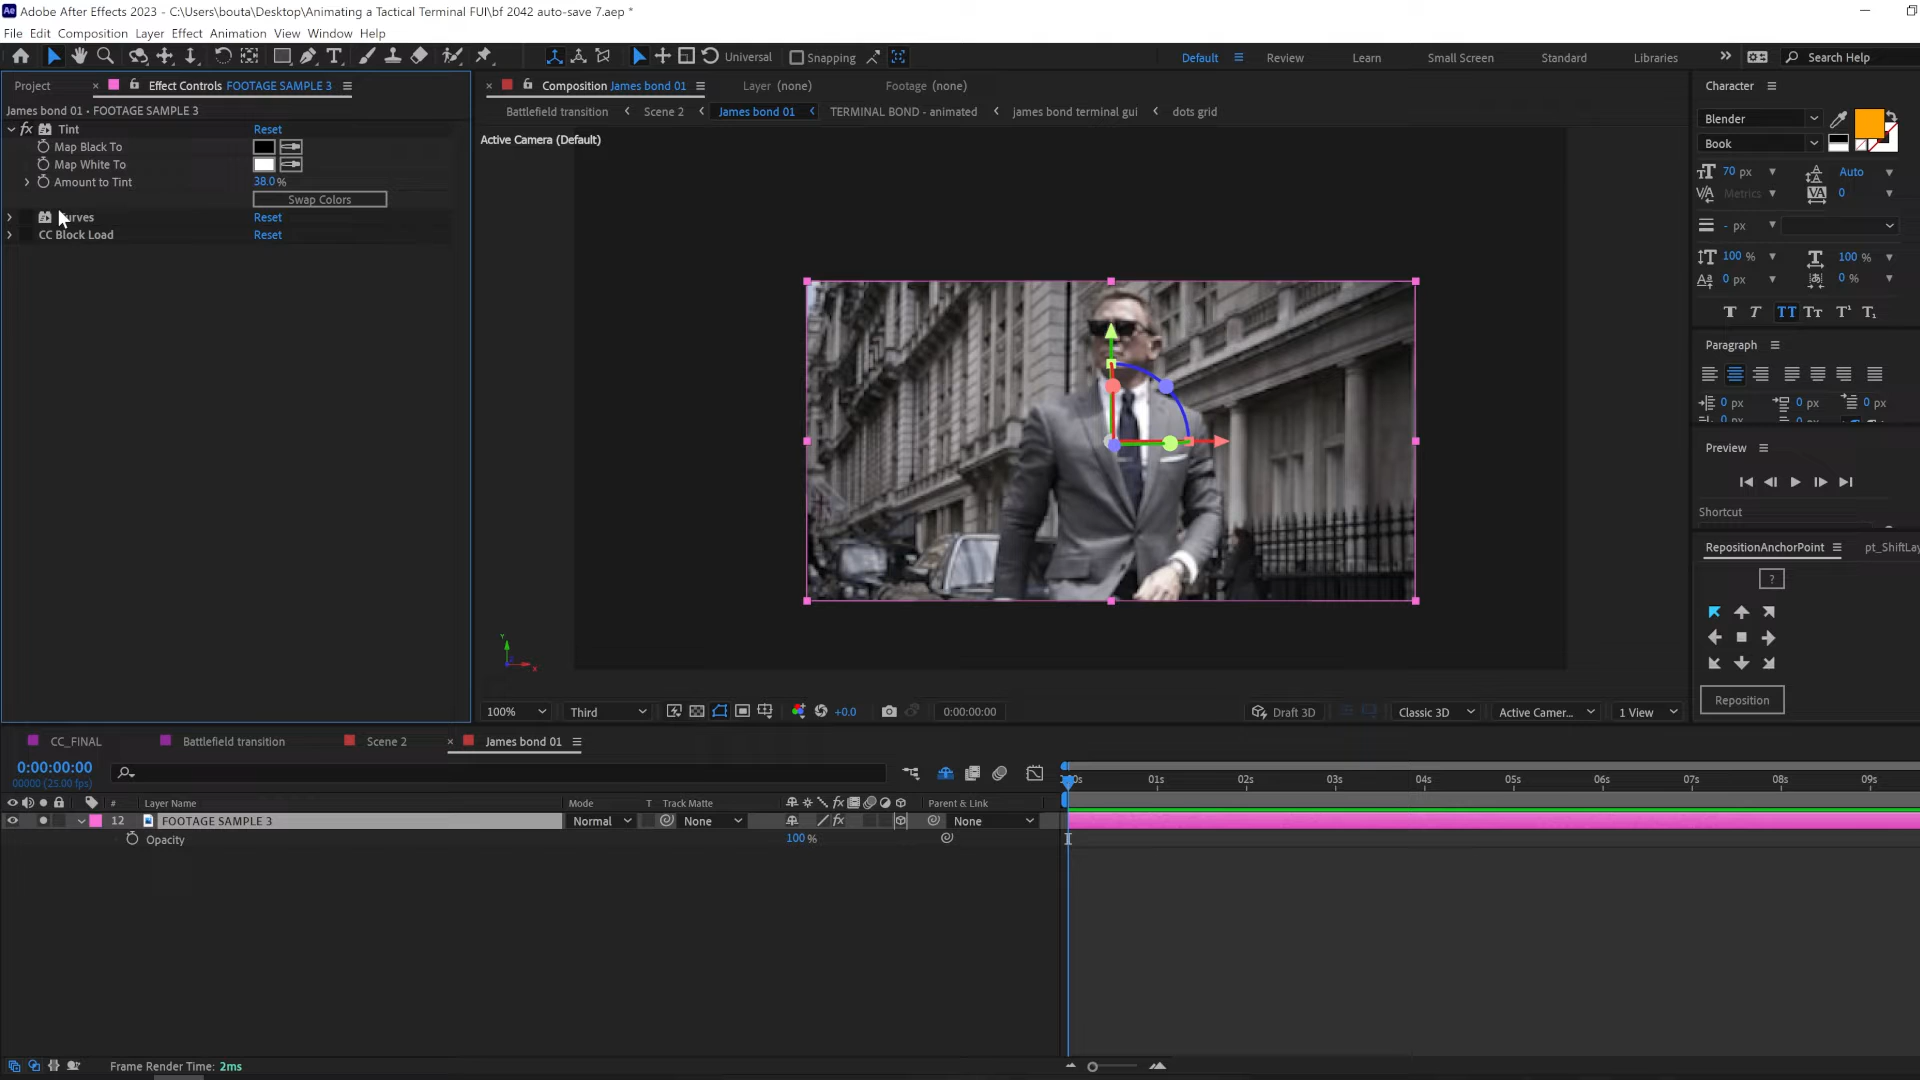 Adobe After Effects 2023 - C:\Users\bouta\Desktop\Animating a Tactical Terminal FUI\bf 2042 auto-save 7.aep *
File Edit Composition Layer Effect Animation View Window Help
Universal Snapping Default Review Learn Small Screen Standard Libraries Search Help
Project Effect Controls FOOTAGE SAMPLE 3
Composition James bond 01 Layer (none) Footage (none)
Character
James bond 01 • FOOTAGE SAMPLE 3
Battlefield transition Scene 2 James bond 01 TERMINAL BOND - animated james bond terminal gui dots grid
Tint Reset
Map Black To
Map White To
Amount to Tint 38.0 %
Swap Colors
Curves Reset
CC Block Load Reset
Active Camera (Default)
Blender
Book
70 px Auto
Metrics 0
- px
100 % 100 %
0 px 0 %
Paragraph
0 px 0 px 0 px
Preview
Shortcut
RepositionAnchorPoint pt_ShiftLay
?
Reposition
100% Third +0.0 0:00:00:00 Draft 3D Classic 3D Active Camer... 1 View
CC_FINAL Battlefield transition Scene 2 James bond 01
0:00:00:00
00000 (25.00 fps)
01s 02s 03s 04s 05s 06s 07s 08s 09s
# Layer Name Mode T Track Matte Parent & Link
12 FOOTAGE SAMPLE 3 Normal None None
Opacity 100 %
Frame Render Time: 2ms